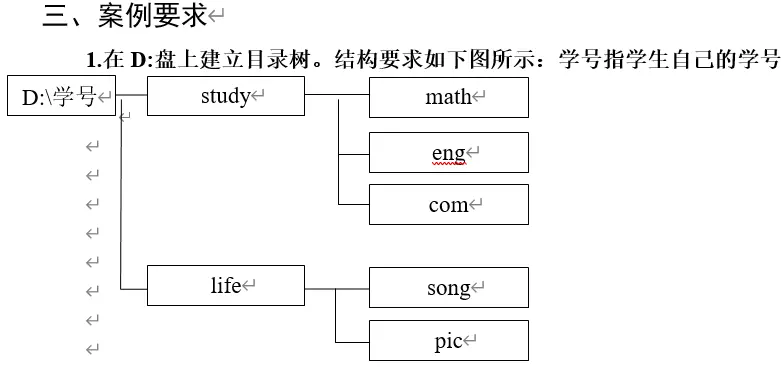 三、案例要求
1.在 D:盘上建立目录树。结构要求如下图所示：学号指学生自己的学号
D:\学号
study
math
eng
com
life
song
pic